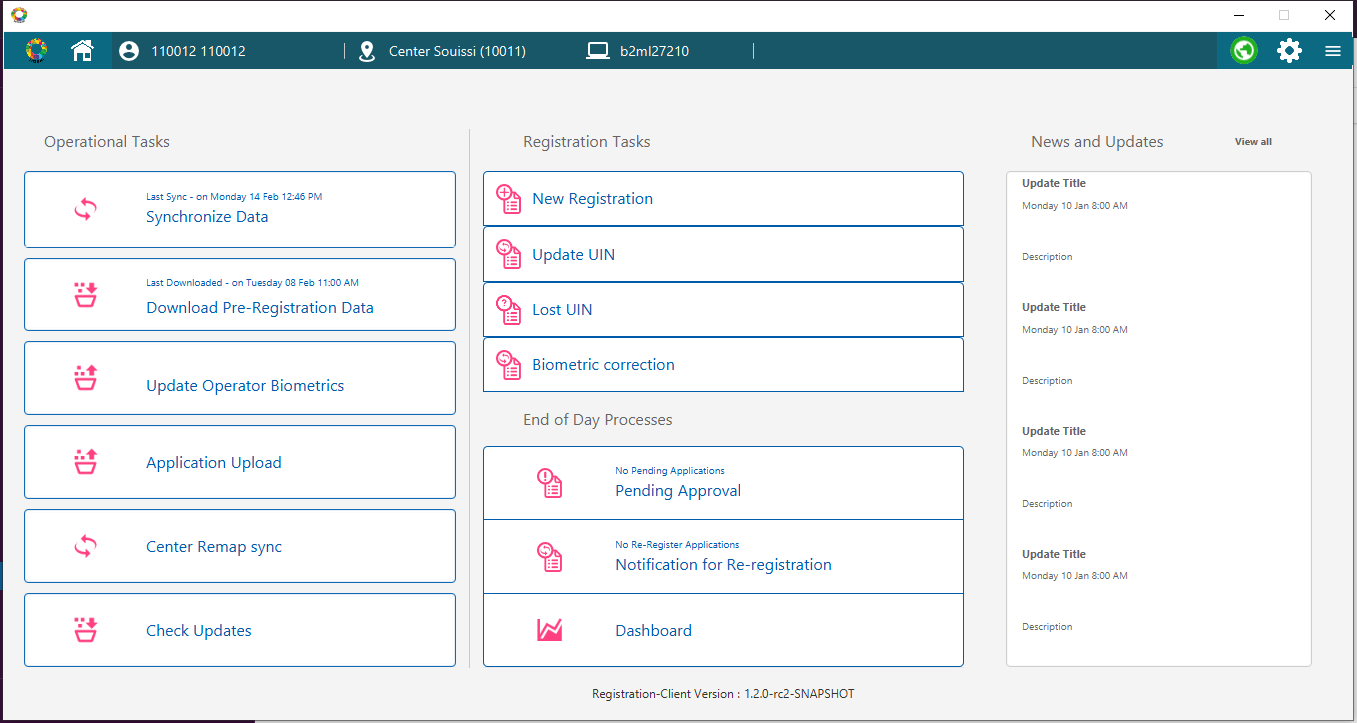 110012 110012
Center Souissi (10011)
b2ml27210
Operational Tasks
Last Sync - on Monday 14 Feb 12:46 PM
Synchronize Data
Last Downloaded - on Tuesday 08 Feb 11:00 AM
Download Pre-Registration Data
Update Operator Biometrics
Application Upload
Center Remap sync
Check Updates
Registration Tasks
New Registration
Update UIN
Lost UIN
Biometric correction
End of Day Processes
No Pending Applications
Pending Approval
No Re-Register Applications
Notification for Re-registration
Dashboard
News and Updates
View all
Update Title
Monday 10 Jan 8:00 AM
Description
Update Title
Monday 10 Jan 8:00 AM
Description
Update Title
Monday 10 Jan 8:00 AM
Description
Update Title
Monday 10 Jan 8:00 AM
Description
Registration-Client Version : 1.2.0-rc2-SNAPSHOT